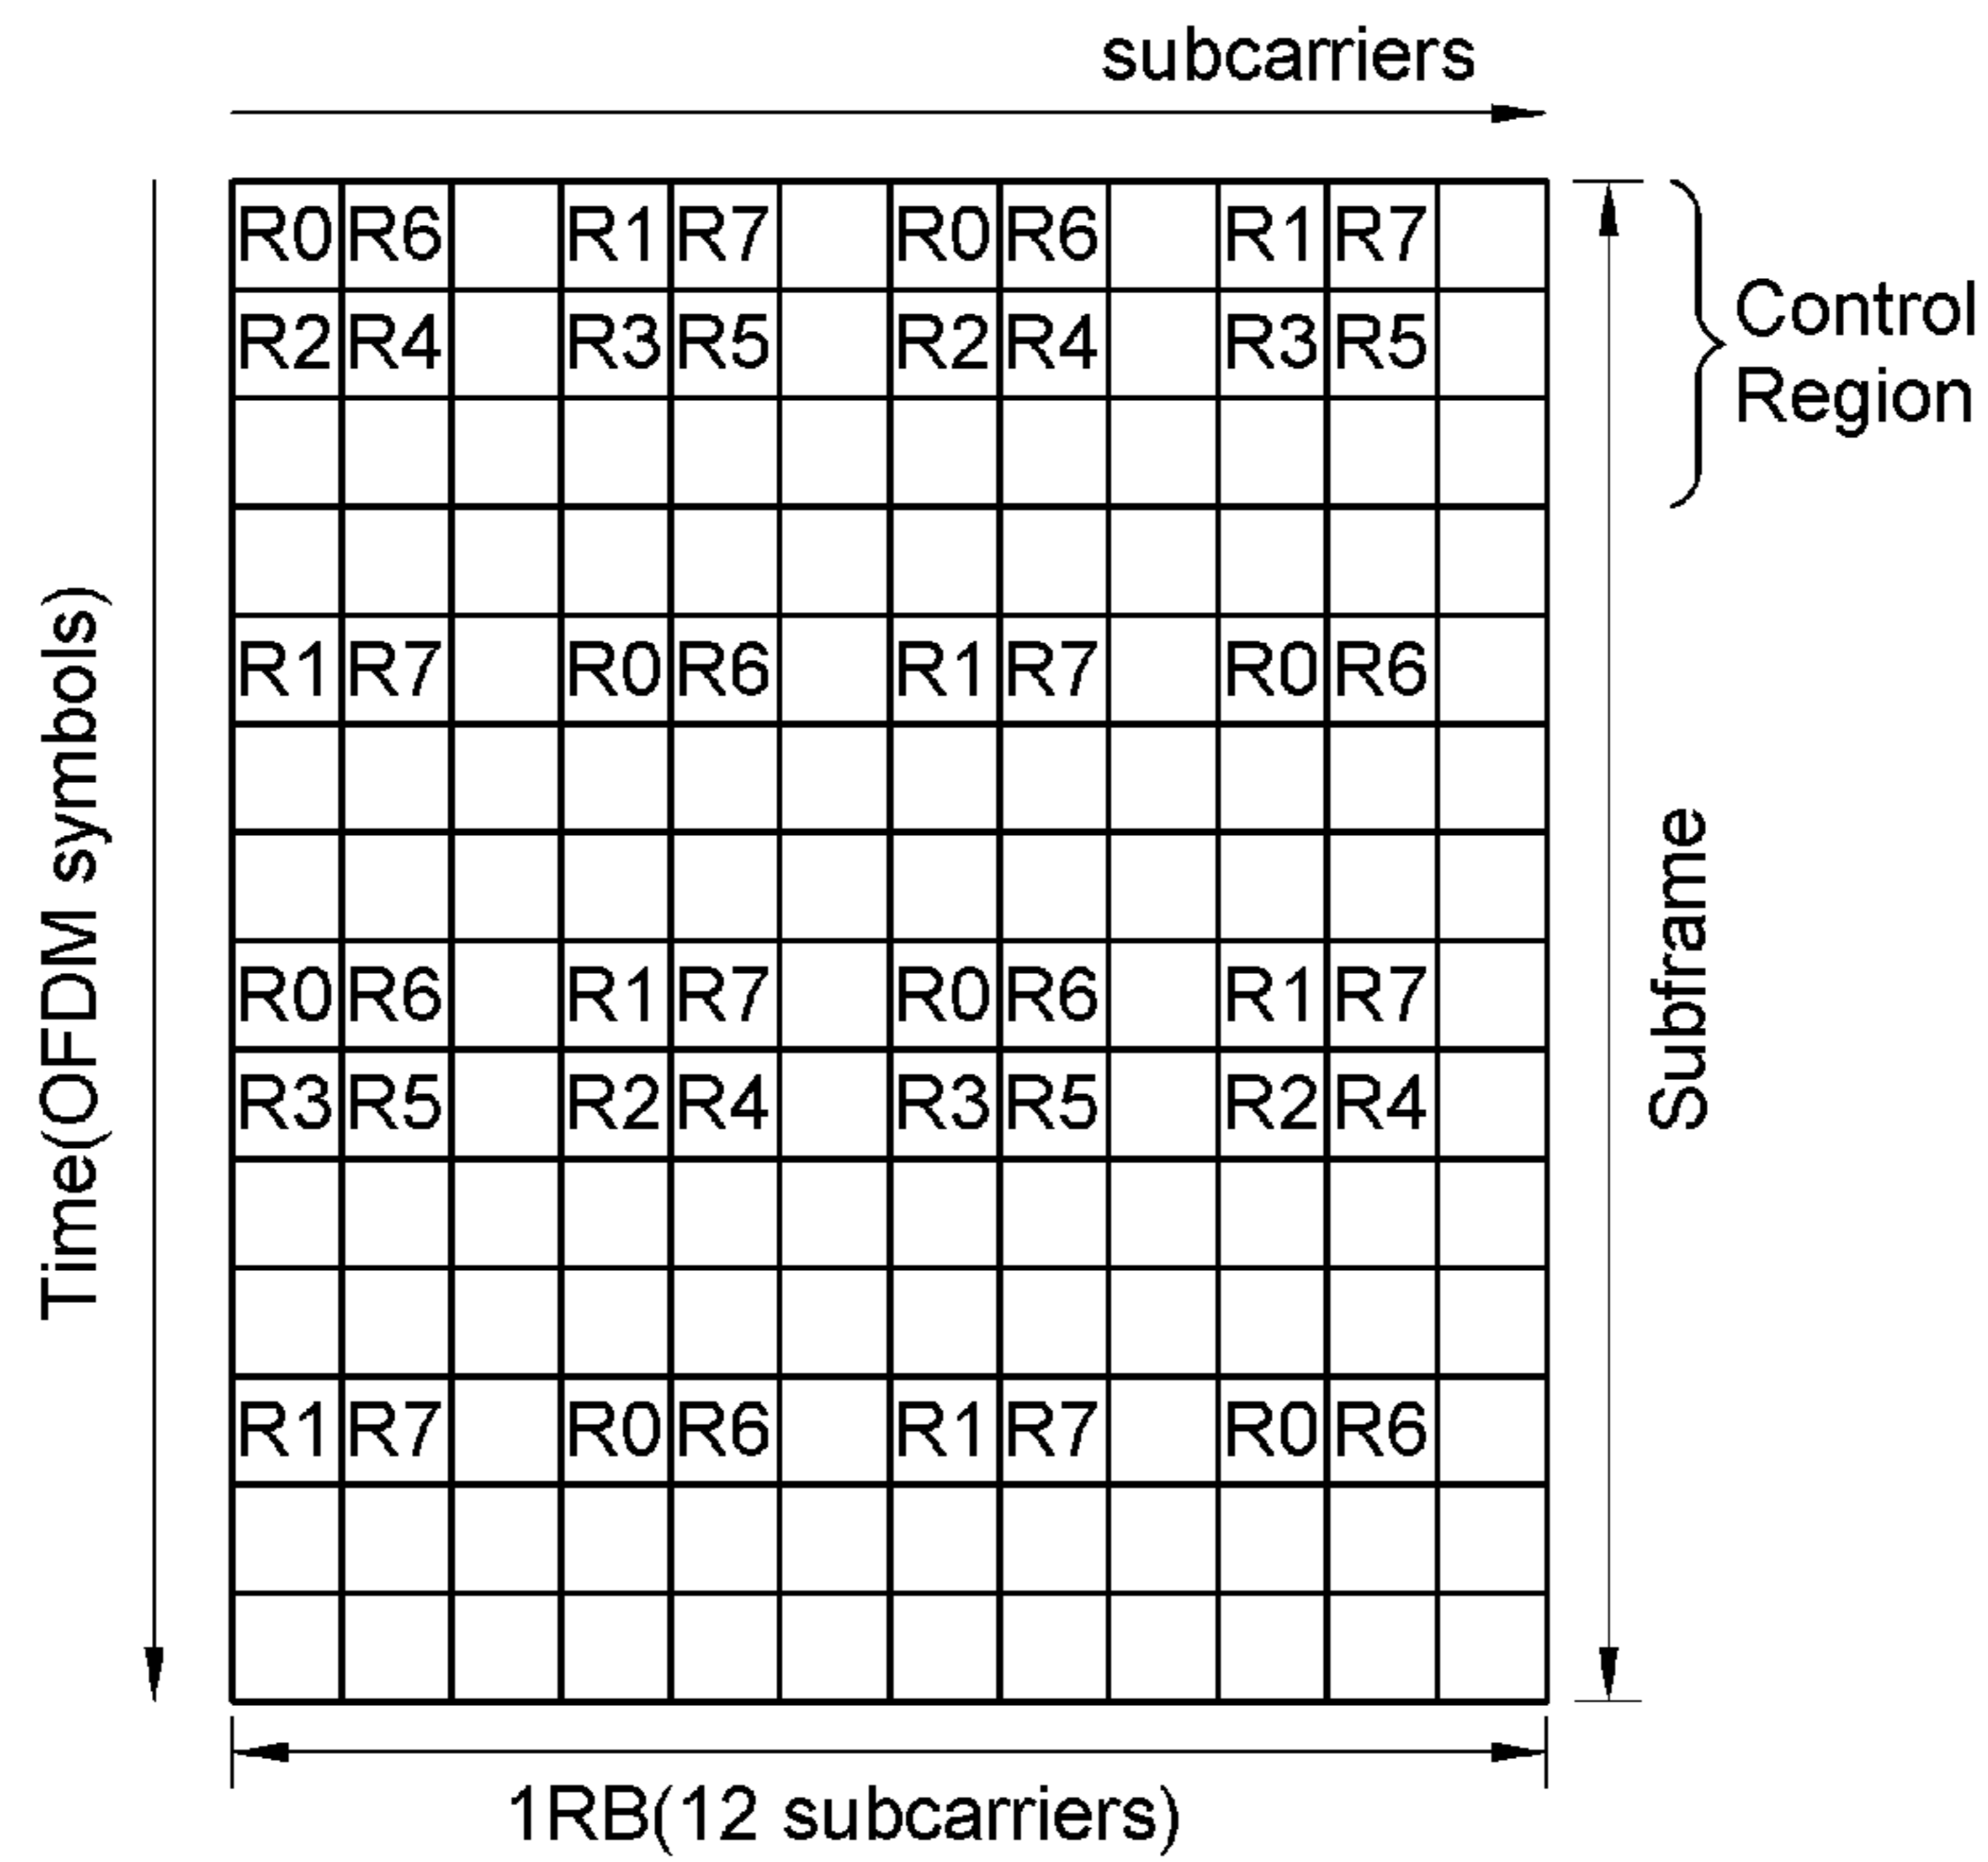 subcarriers
R0 R6 R1 R7 R0 R6 R1 R7
R2 R4 R3 R5 R2 R4 R3 R5
Control
Region
R1 R7 R0 R6 R1 R7 R0 R6
R0 R6 R1 R7 R0 R6 R1 R7
R3 R5 R2 R4 R3 R5 R2 R4
R1 R7 R0 R6 R1 R7 R0 R6
Time(OFDM symbols)
Subframe
1RB(12 subcarriers)